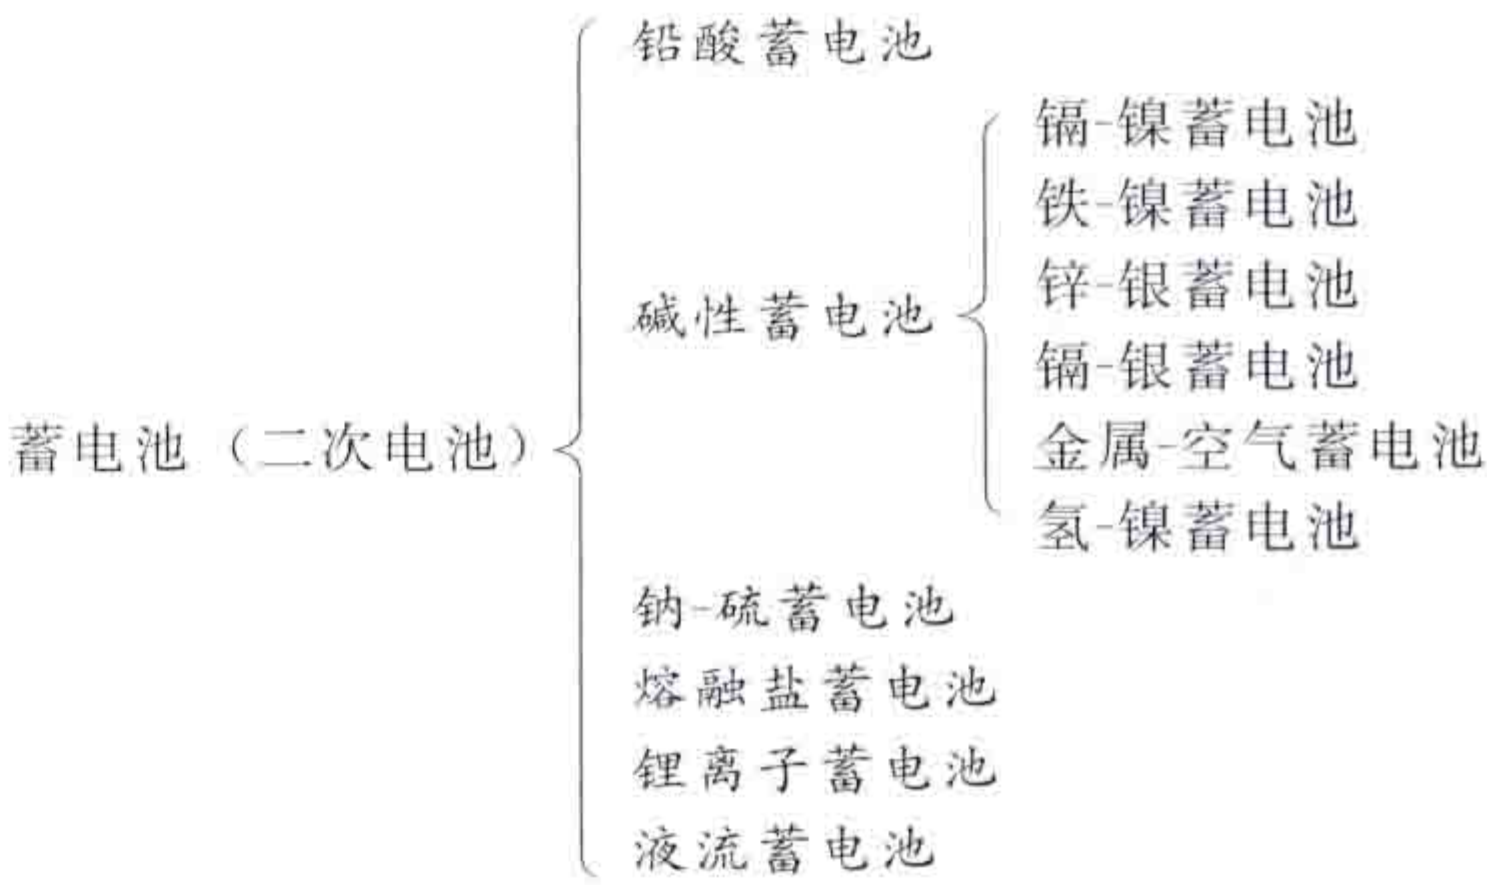 铅酸蓄电池
镉-镍蓄电池
铁-镍蓄电池
锌-银蓄电池
碱性蓄电池
镉-银蓄电池
蓄电池（二次电池）
金属-空气蓄电池
氢-镍蓄电池
钠-硫蓄电池
熔融盐蓄电池
锂离子蓄电池
液流蓄电池